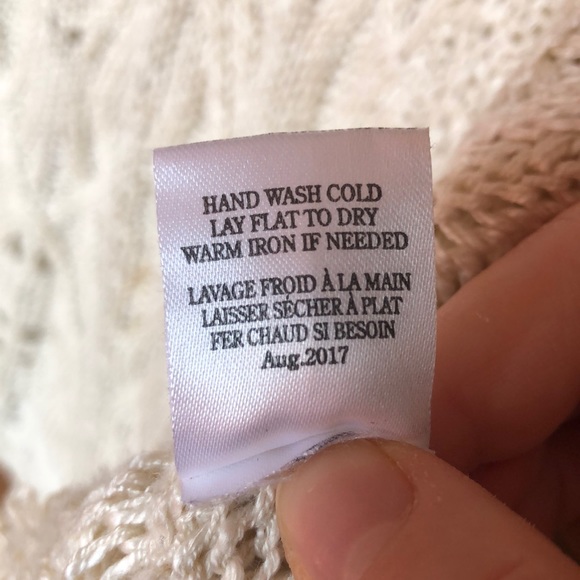 HAND WASH COLD
LAY FLAT TO DRY
WARM IRON IF NEEDED
LAVAGE FROID À LA MAIN
LAISSER SÉCHER À PLAT
FER CHAUD SI BESOIN
Aug.2017